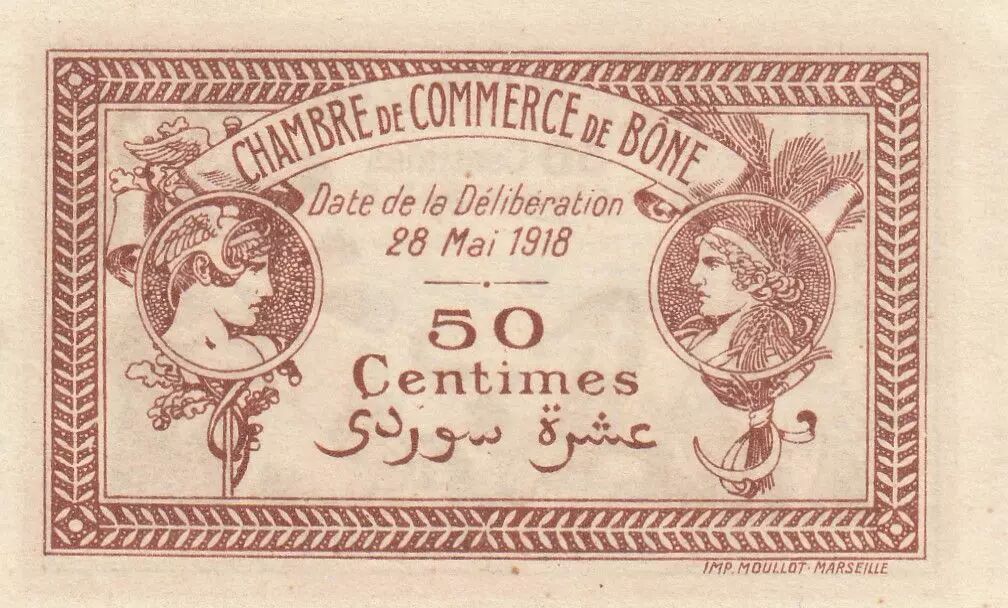 CHAMBRE DE COMMERCE DE BÔNE
Date de la Délibération
28 Mai 1918
50
Centimes
عشرة سوردي
IMP. MOULLOT - MARSEILLE